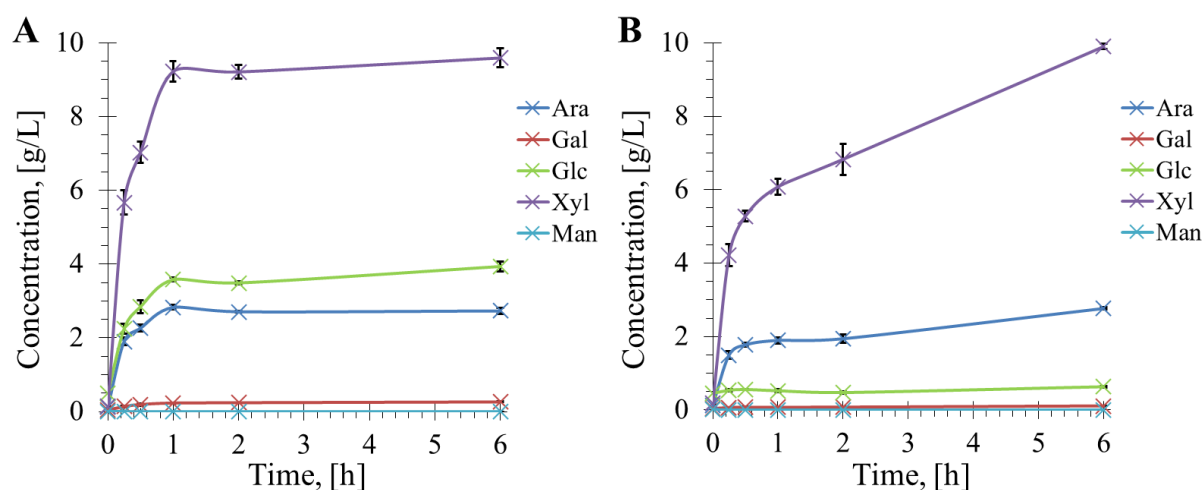 A
10
8
6
4
2
0
Concentration, [g/L]
0 1 2 3 4 5 6
Time, [h]
Ara
Gal
Glc
Xyl
Man
B
10
8
6
4
2
0
Concentration, [g/L]
0 1 2 3 4 5 6
Time, [h]
Ara
Gal
Glc
Xyl
Man